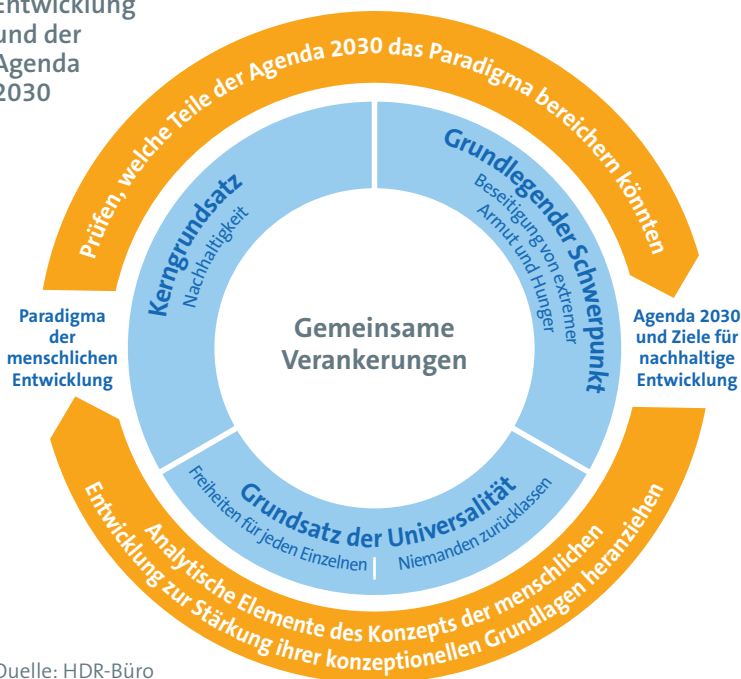 Entwicklung
und der
Agenda
2030
Prüfen, welche Teile der Agenda 2030 das Paradigma bereichern könnten
Kerngrundsatz
Nachhaltigkeit
Grundlegender Schwerpunkt
Beseitigung von extremer
Armut und Hunger
Paradigma
der
menschlichen
Entwicklung
Gemeinsame
Verankerungen
Agenda 2030
und Ziele für
nachhaltige
Entwicklung
Grundsatz der Universalität
Freiheiten für jeden Einzelnen
Niemanden zurücklassen
Analytische Elemente des Konzepts der menschlichen
Entwicklung zur Stärkung ihrer konzeptionellen Grundlagen heranziehen
Quelle: HDR-Büro